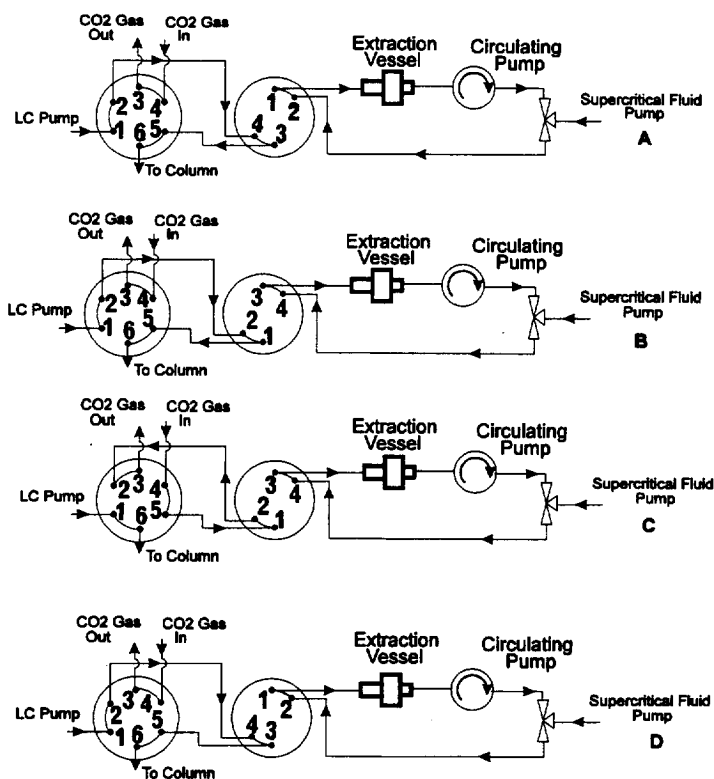 CO2 Gas Out
CO2 Gas In
Extraction Vessel
Circulating Pump
LC Pump
2 3 4
1 6 5
1 2
4 3
Supercritical Fluid Pump
A
To Column
CO2 Gas Out
CO2 Gas In
Extraction Vessel
Circulating Pump
LC Pump
2 3 4
1 6 5
3 4
2 1
Supercritical Fluid Pump
B
To Column
CO2 Gas Out
CO2 Gas In
Extraction Vessel
Circulating Pump
LC Pump
2 3 4
1 6 5
3 4
2 1
Supercritical Fluid Pump
C
To Column
CO2 Gas Out
CO2 Gas In
Extraction Vessel
Circulating Pump
LC Pump
2 3 4
1 6 5
1 2
4 3
Supercritical Fluid Pump
D
To Column